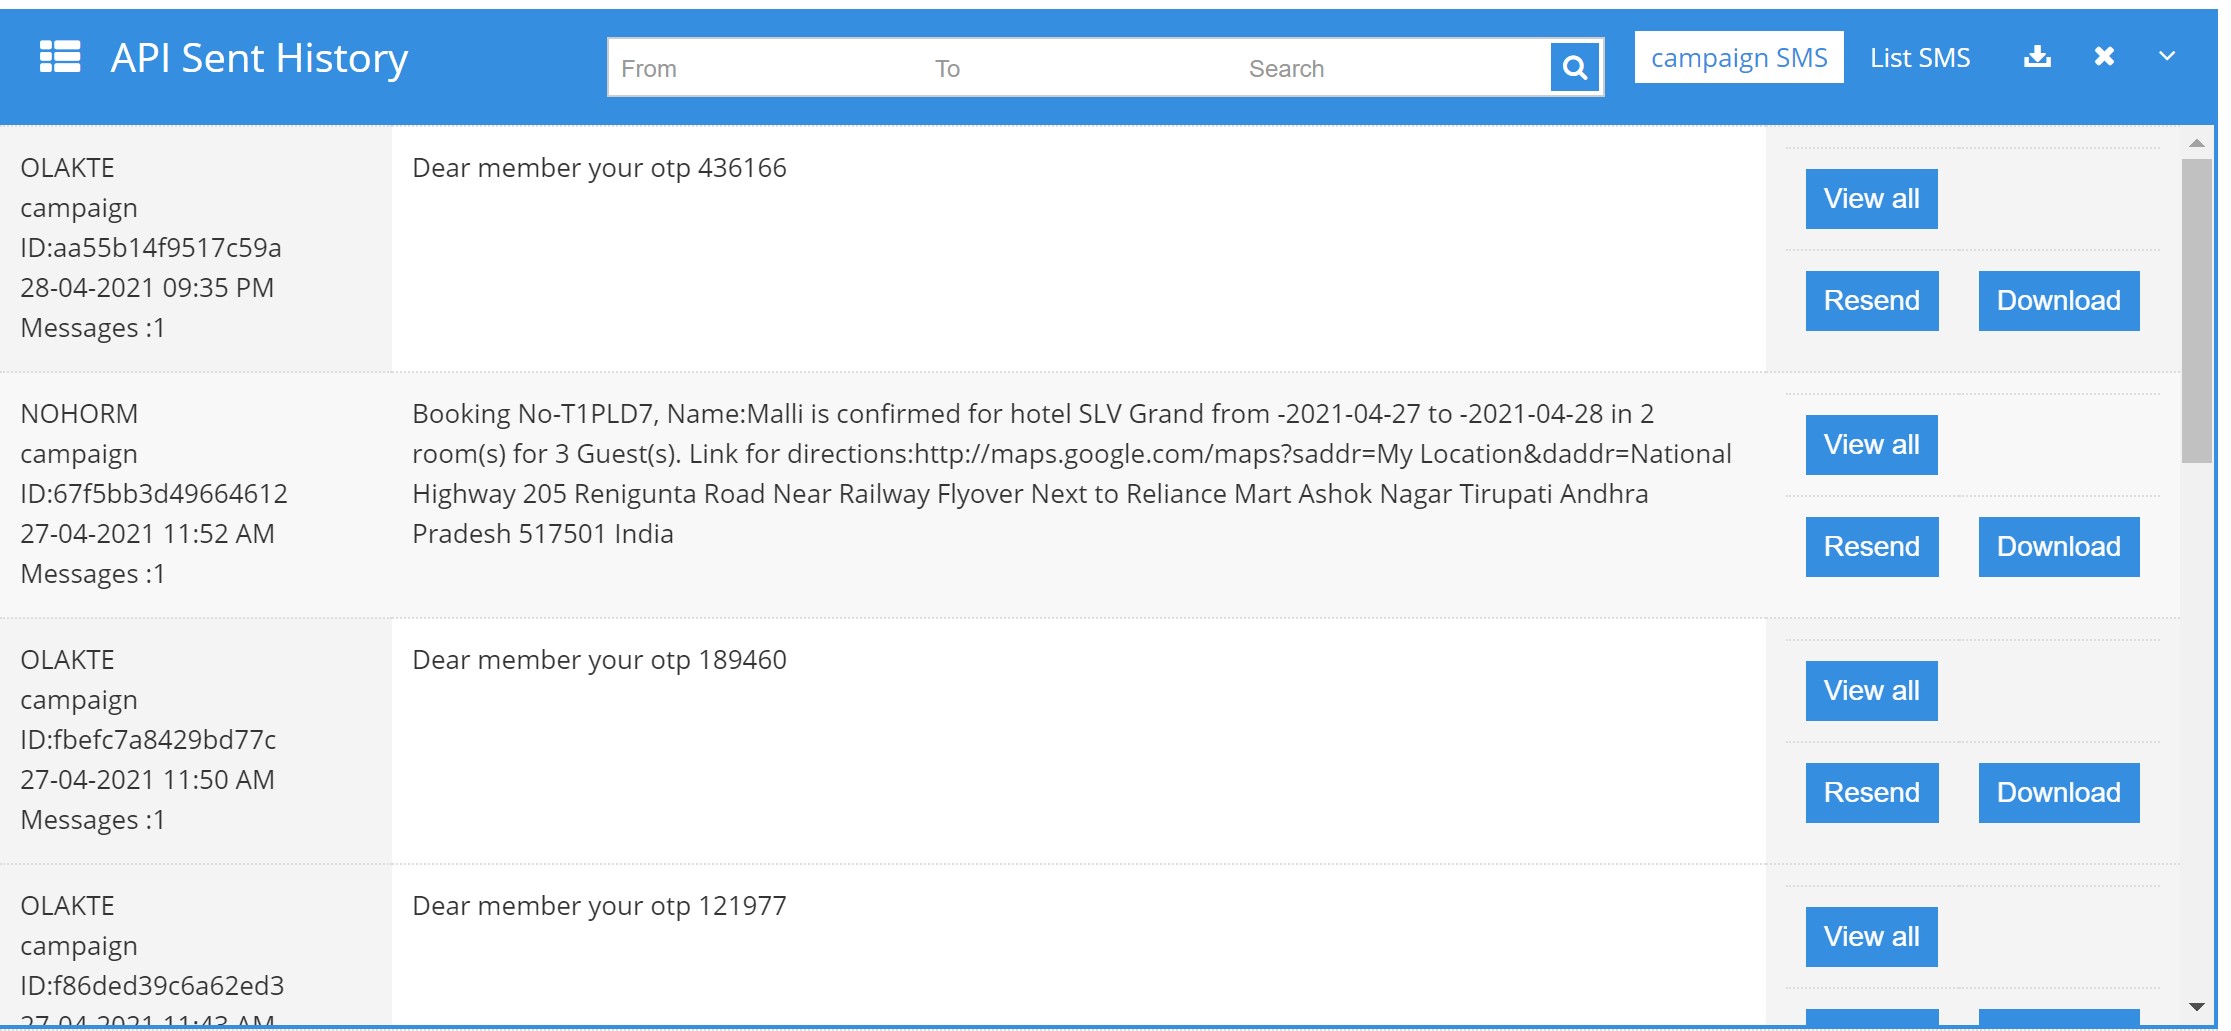 API Sent History
From To Search
campaign SMS List SMS
OLAKTE
campaign
ID:aa55b14f9517c59a
28-04-2021 09:35 PM
Messages :1
Dear member your otp 436166
View all
Resend Download
NOHORM
campaign
ID:67f5bb3d49664612
27-04-2021 11:52 AM
Messages :1
Booking No-T1PLD7, Name:Malli is confirmed for hotel SLV Grand from -2021-04-27 to -2021-04-28 in 2
room(s) for 3 Guest(s). Link for directions:http://maps.google.com/maps?saddr=My Location&daddr=National
Highway 205 Renigunta Road Near Railway Flyover Next to Reliance Mart Ashok Nagar Tirupati Andhra
Pradesh 517501 India
View all
Resend Download
OLAKTE
campaign
ID:fbefc7a8429bd77c
27-04-2021 11:50 AM
Messages :1
Dear member your otp 189460
View all
Resend Download
OLAKTE
campaign
ID:f86ded39c6a62ed3
27-04-2021 11:43 AM
Dear member your otp 121977
View all